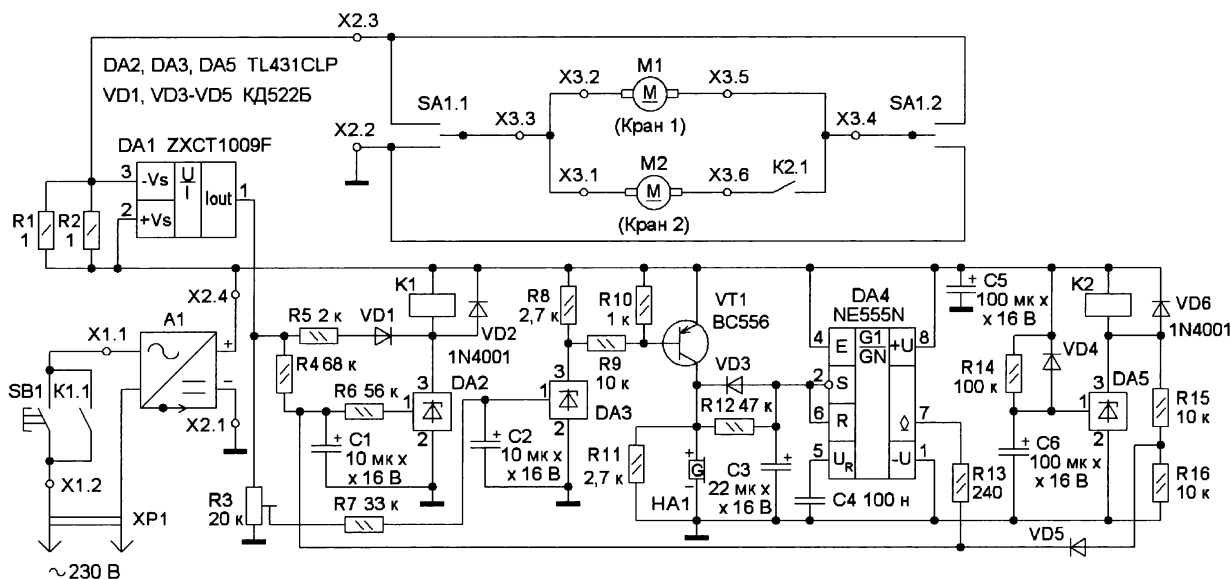 X2.3
DA2, DA3, DA5 TL431CLP
VD1, VD3-VD5 КД522Б
DA1 ZXCT1009F
3 -Vs
2 +Vs
U
I
Iout 1
R1
1
R2
1
SA1.1
X2.2
X3.3
X3.2
M1
M
(Кран 1)
X3.5
X3.1
M2
M
(Кран 2)
X3.6
K2.1
X3.4
SA1.2
X2.4
X1.1
A1
+
−
SB1
K1.1
X2.1
X1.2
XP1
~230 В
K1
VD2
1N4001
R5 2 к
VD1
R4 68 к
R6 56 к
1
3
DA2
2
C1
+
10 мк х
х 16 В
C2
+
10 мк х
х 16 В
R3
20 к
R7 33 к
R8
2,7 к
R10
1 к
R9
10 к
1
3
DA3
2
VT1
BC556
VD3
R12 47 к
R11
2,7 к
+
G
−
HA1
C3
+
22 мк х
х 16 В
DA4
NE555N
4 E
G1
GN
+U 8
2 S
6 R
7
5 UR
-U 1
C4 100 н
R13
240
C5
+
100 мк х
х 16 В
K2
VD6
1N4001
R14
100 к
VD4
1
3
DA5
2
C6
+
100 мк х
х 16 В
R15
10 к
R16
10 к
VD5